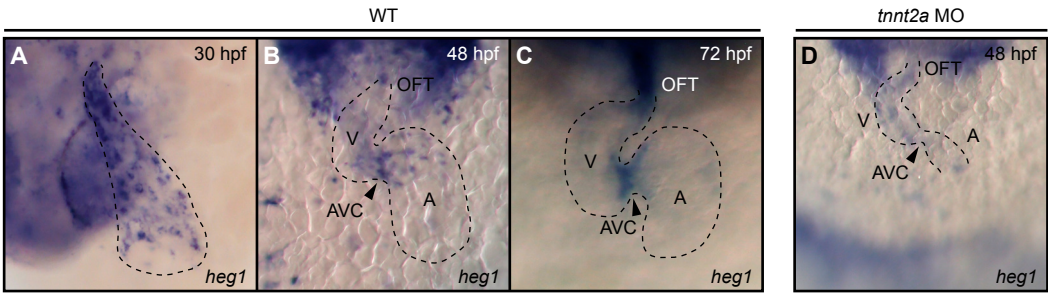 WT
tnnt2a MO
A
30 hpf
heg1
B
48 hpf
OFT
V
A
AVC
heg1
C
72 hpf
OFT
V
A
AVC
heg1
D
48 hpf
OFT
V
A
AVC
heg1